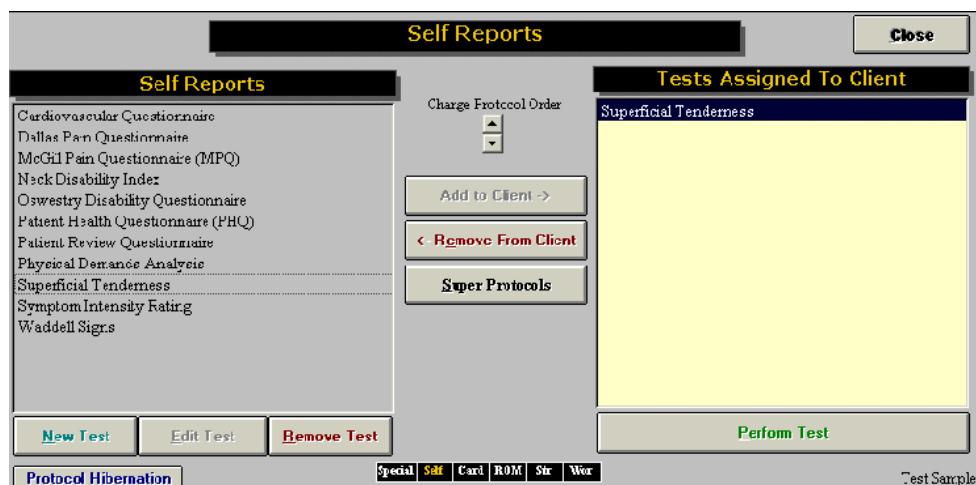 Self Reports
Close
Self Reports
Tests Assigned To Client
Cardiovascular Questionnaire
Dallas Pain Questionnaire
McGill Pain Questionnaire (MPQ)
Neck Disability Index
Oswestry Disability Questionnaire
Patient Health Questionnaire (PHQ)
Patient Review Questionnaire
Physical Demands Analysis
Superficial Tenderness
Symptom Intensity Rating
Waddell Signs
Change Protocol Order
Add to Client ->
<- Remove From Client
Super Protocols
Superficial Tenderness
New Test
Edit Test
Remove Test
Perform Test
Protocol Hibernation
Special Self Card ROM Str Wor
Test Sample